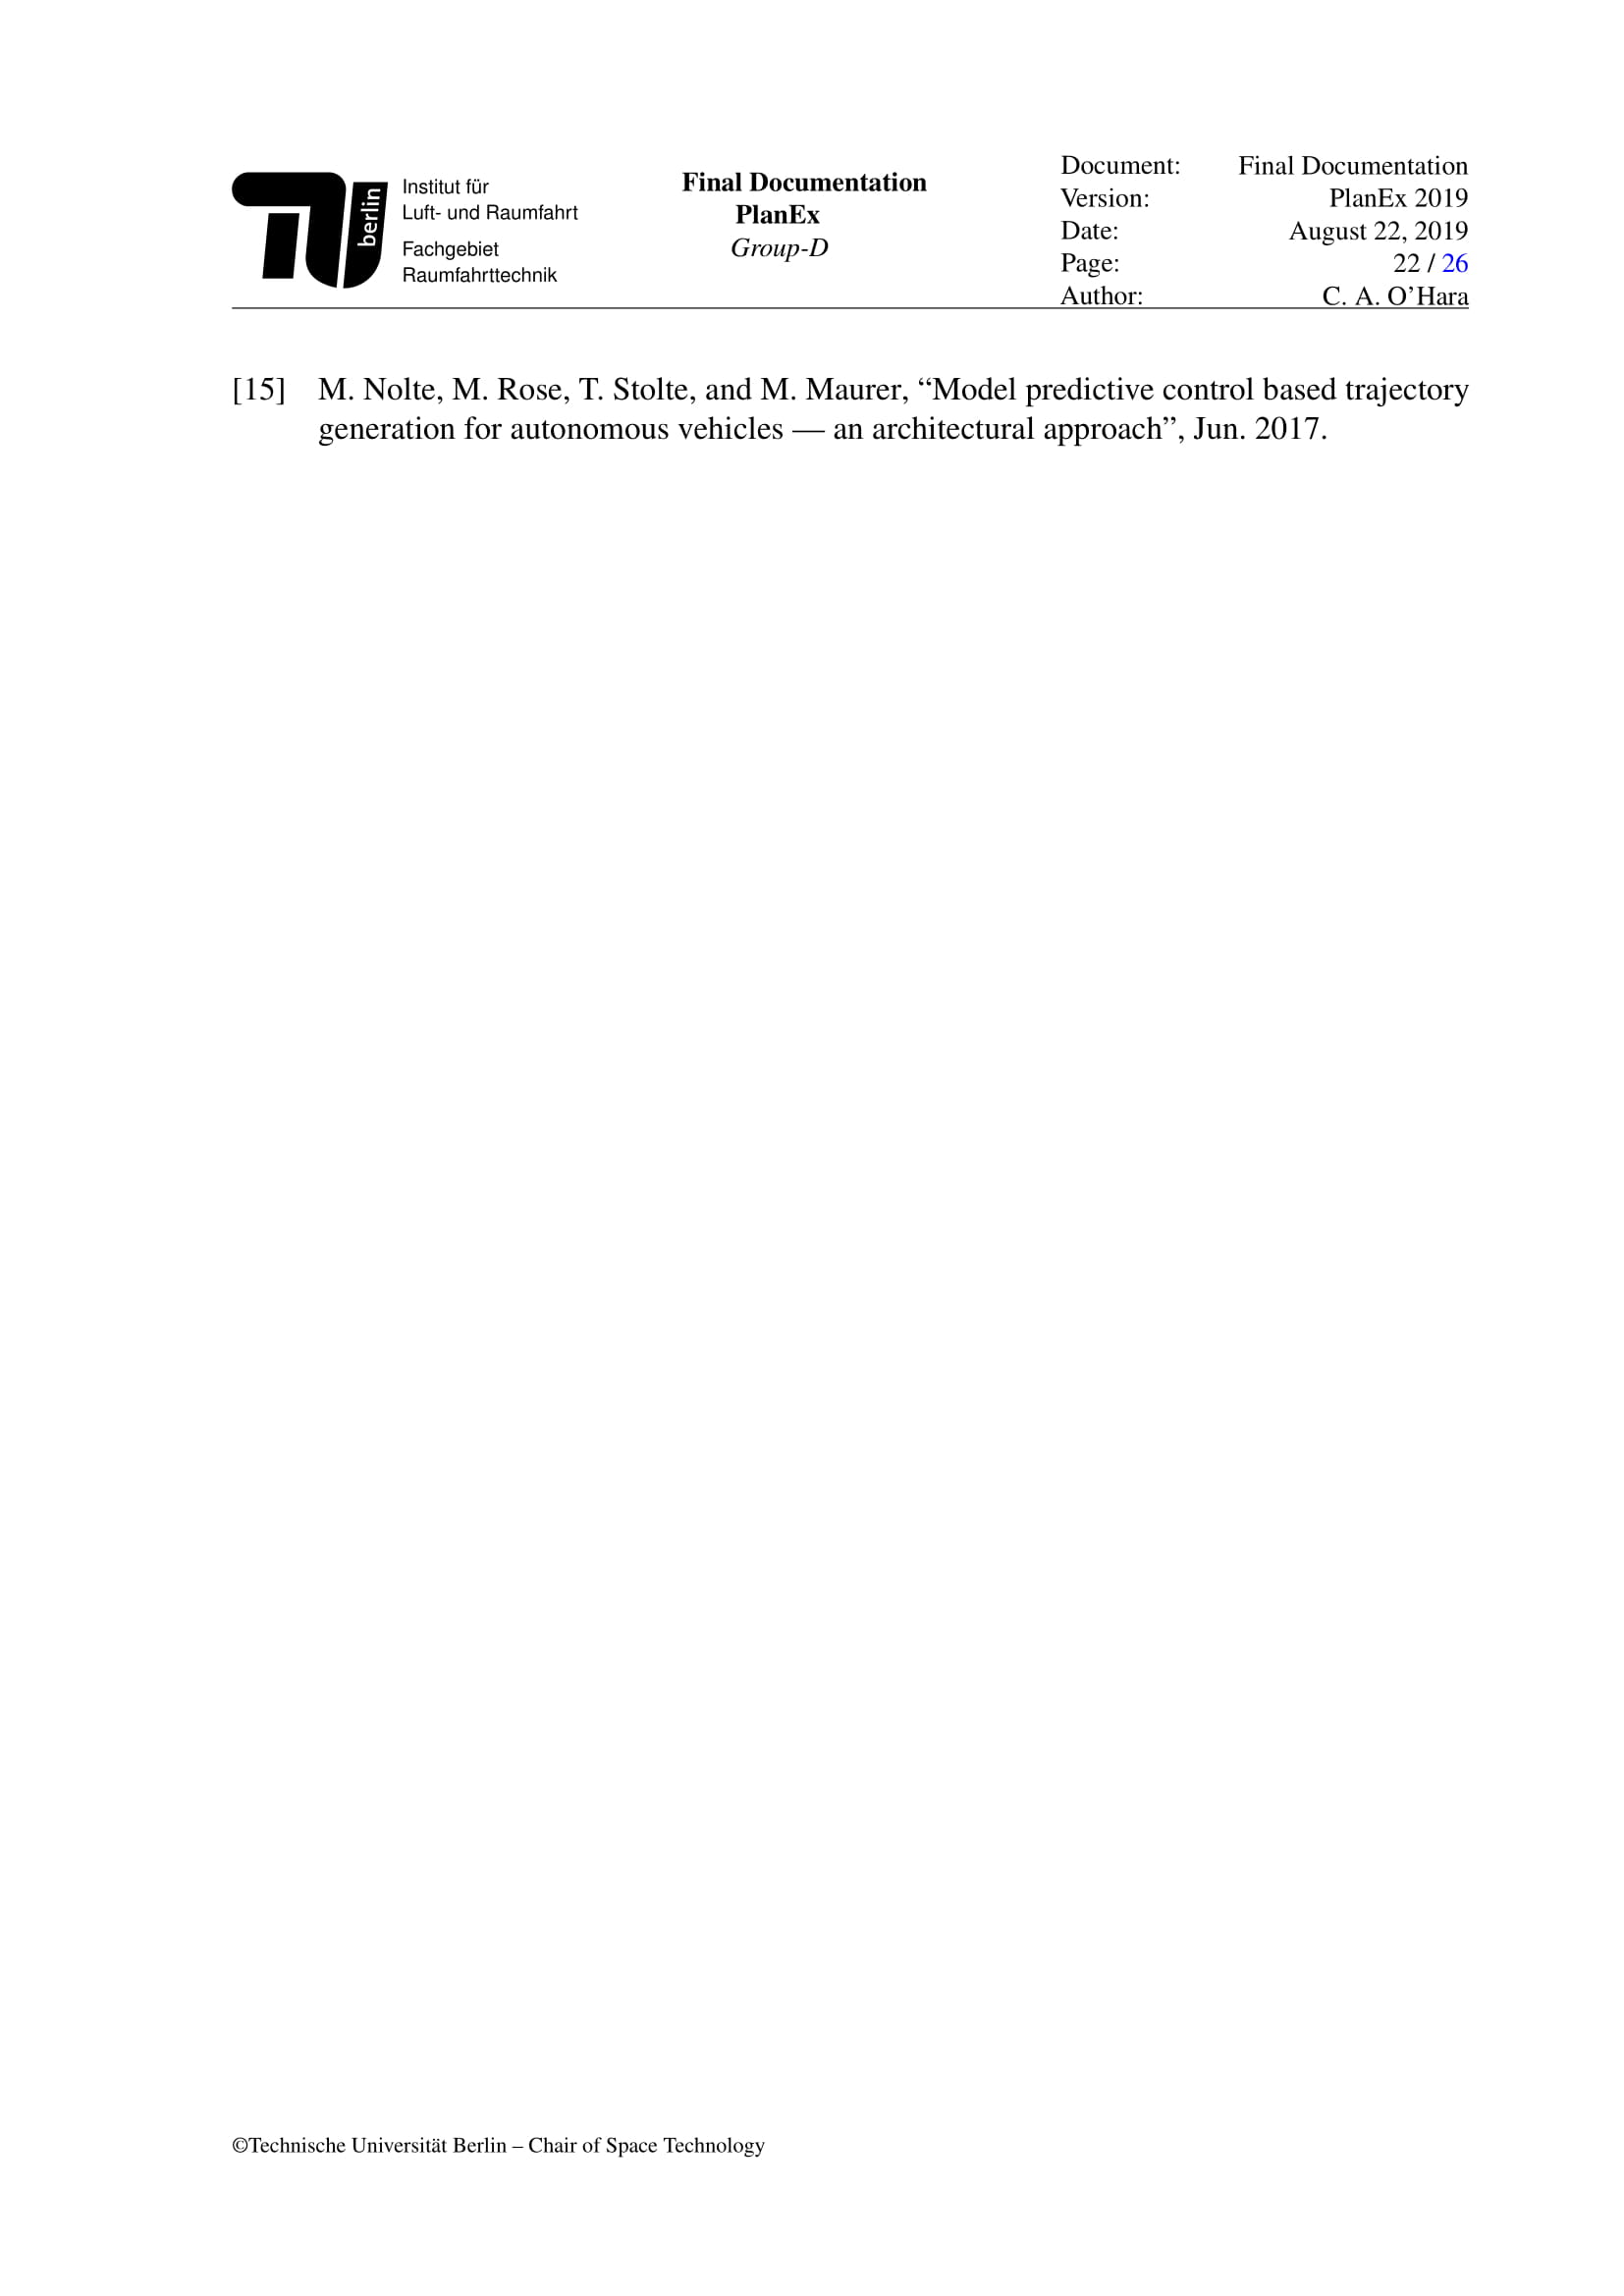 berlin
Institut für
Luft- und Raumfahrt
Fachgebiet
Raumfahrttechnik
Final Documentation
PlanEx
Group-D
Document: Final Documentation
Version: PlanEx 2019
Date: August 22, 2019
Page: 22 / 26
Author: C. A. O’Hara
[15] M. Nolte, M. Rose, T. Stolte, and M. Maurer, “Model predictive control based trajectory
generation for autonomous vehicles — an architectural approach”, Jun. 2017.
©Technische Universität Berlin – Chair of Space Technology